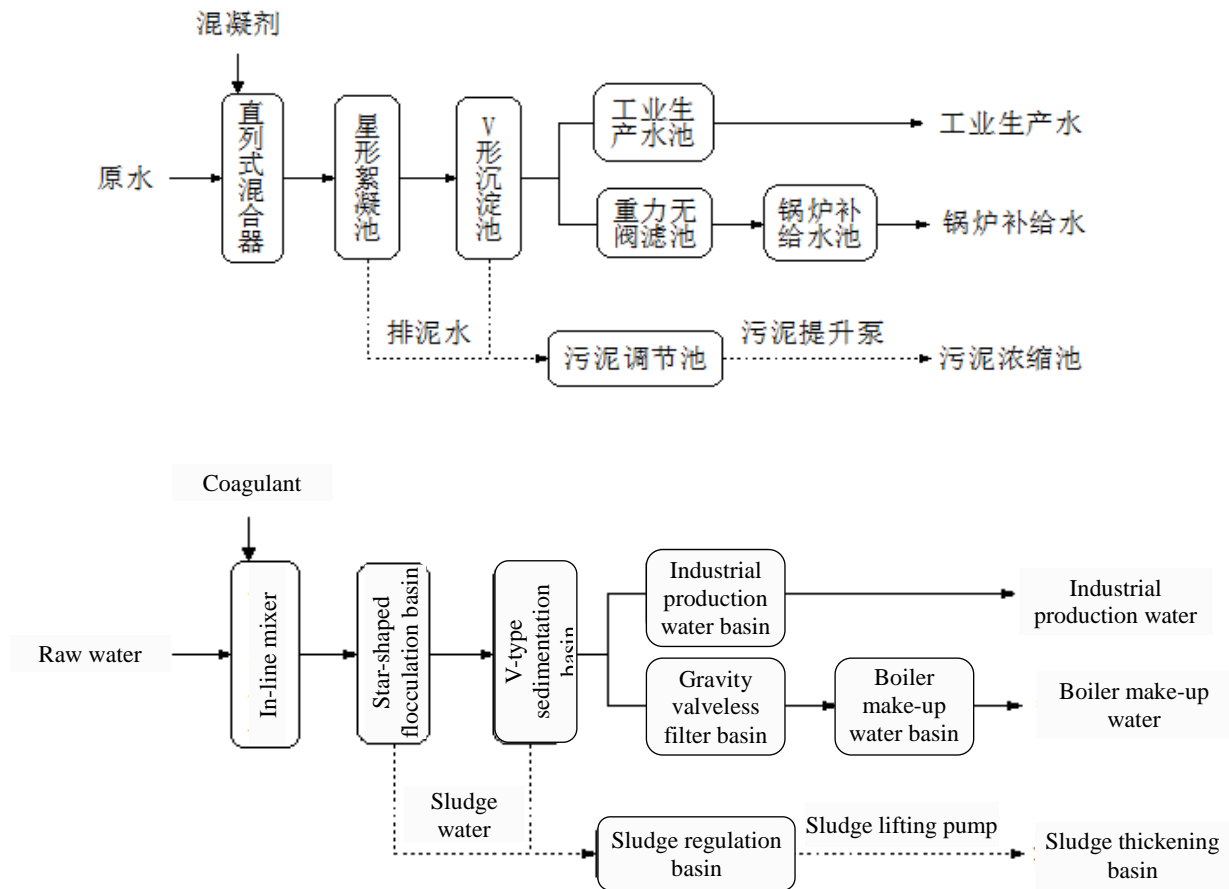 混凝剂
原水
直列式混合器
星形絮凝池
V形沉淀池
工业生
产水池
工业生产水
重力无
阀滤池
锅炉补
给水池
锅炉补给水
排泥水
污泥调节池
污泥提升泵
污泥浓缩池
Coagulant
Raw water
In-line mixer
Star-shaped
flocculation basin
V-type
sedimentation
basin
Industrial
production
water basin
Industrial
production water
Gravity
valveless
filter basin
Boiler
make-up
water basin
Boiler make-up
water
Sludge
water
Sludge regulation
basin
Sludge lifting pump
Sludge thickening
basin